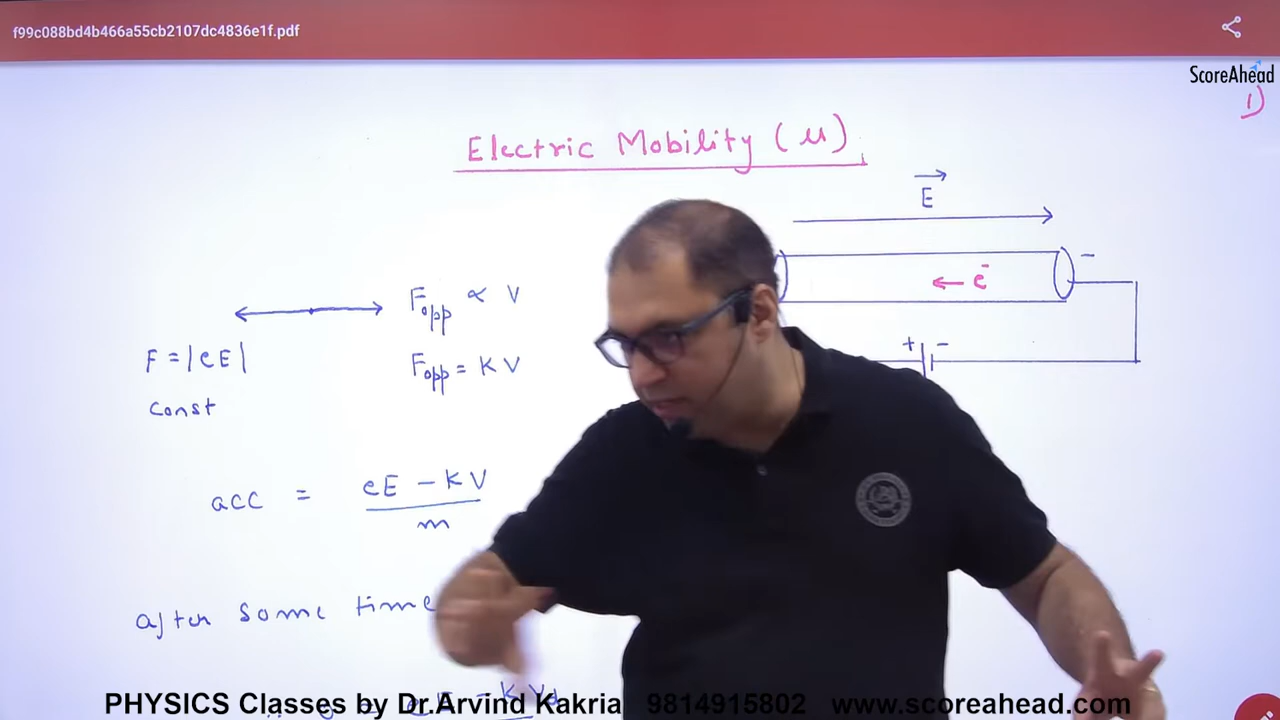 f99c088bd4b466a55cb2107dc4836e1f.pdf
ScoreAhead
1)
Electric Mobility (μ)
E
e⁻
-
+ -
Fopp ∝ V
F = |eE|
Fopp = KV
Const
acc = eE - KV
m
after some time
PHYSICS Classes by Dr.Arvind Kakria 9814915802 www.scoreahead.com